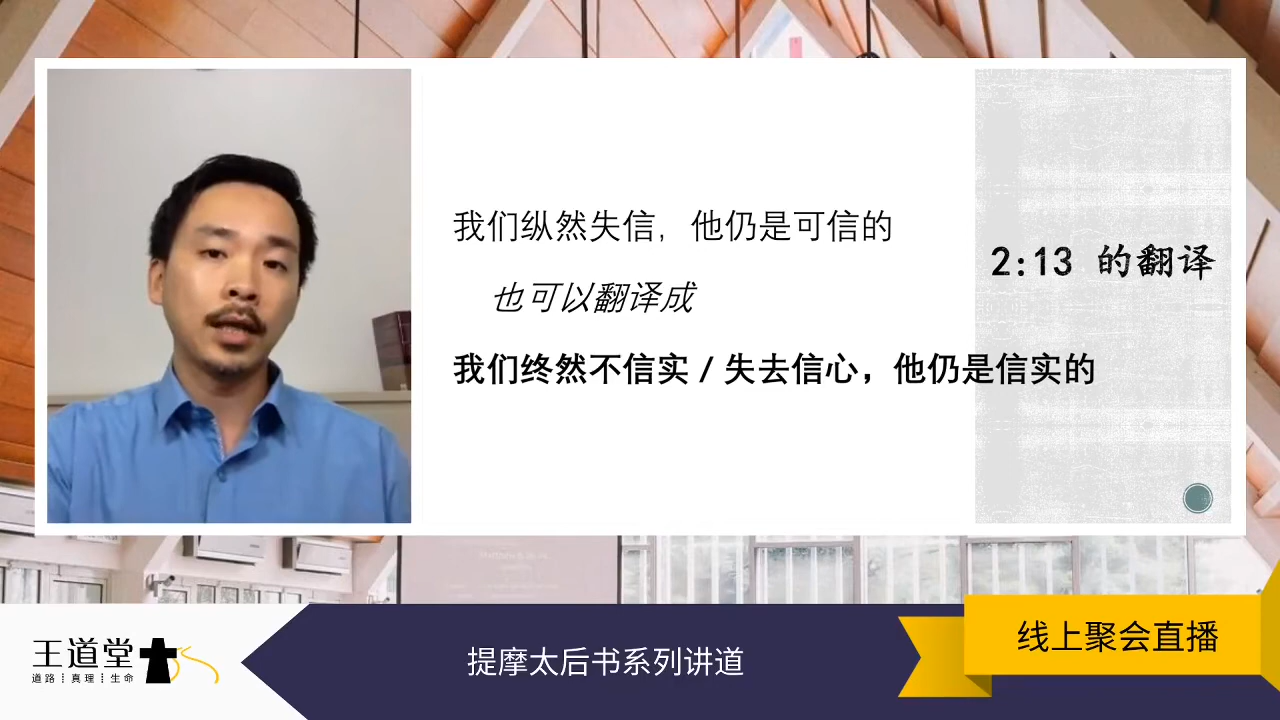 我们纵然失信，他仍是可信的
也可以翻译成
我们终然不信实 / 失去信心，他仍是信实的
2:13 的翻译
王道堂
道路┊真理┊生命
提摩太后书系列讲道
线上聚会直播